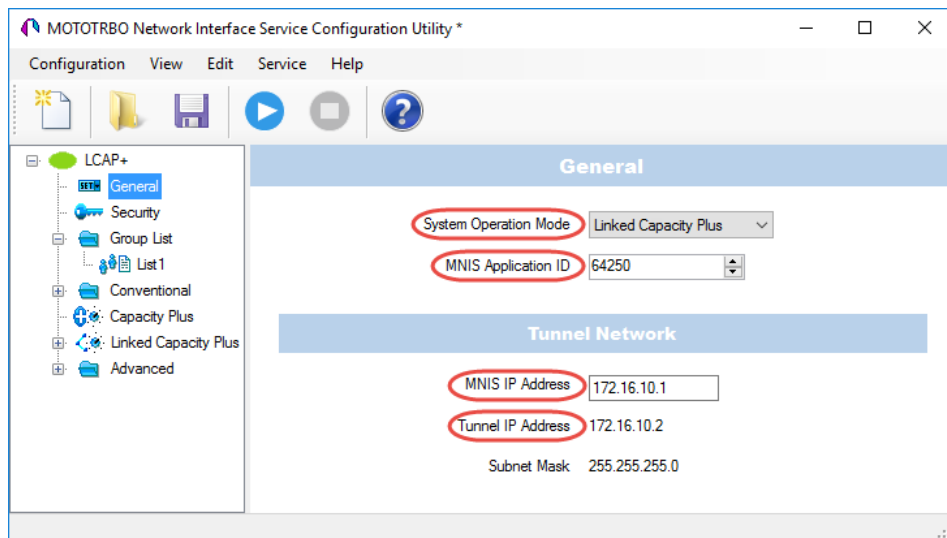 MOTOTRBO Network Interface Service Configuration Utility *
Configuration View Edit Service Help
LCAP+
SET General
Security
Group List
List1
Conventional
Capacity Plus
Linked Capacity Plus
Advanced
General
System Operation Mode Linked Capacity Plus
MNIS Application ID 64250
Tunnel Network
MNIS IP Address 172.16.10.1
Tunnel IP Address 172.16.10.2
Subnet Mask 255.255.255.0